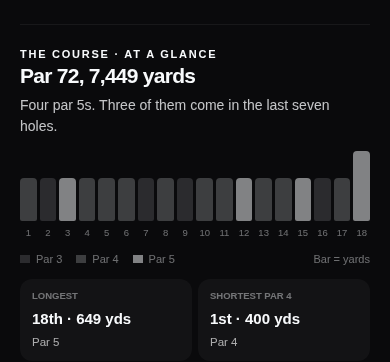 THE COURSE · AT A GLANCE
Par 72, 7,449 yards
Four par 5s. Three of them come in the last seven
holes.
1 2 3 4 5 6 7 8 9 10 11 12 13 14 15 16 17 18
Par 3 Par 4 Par 5 Bar = yards
LONGEST SHORTEST PAR 4
18th · 649 yds 1st · 400 yds
Par 5 Par 4